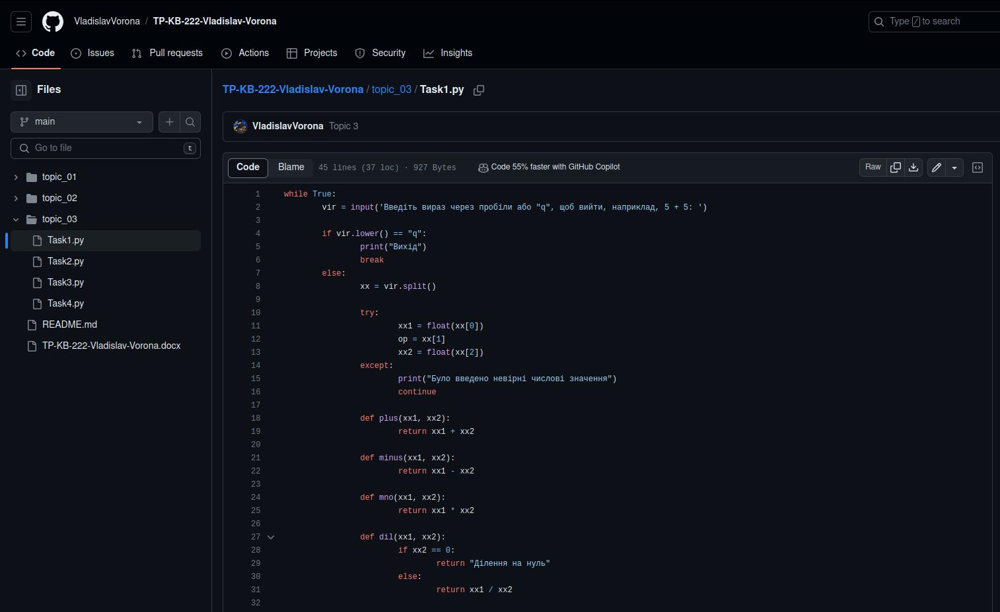 VladislavVorona / TP-KB-222-Vladislav-Vorona
Type / to search
Code Issues Pull requests Actions Projects Security Insights
Files
main
Go to file t
topic_01
topic_02
topic_03
Task1.py
Task2.py
Task3.py
Task4.py
README.md
TP-KB-222-Vladislav-Vorona.docx
TP-KB-222-Vladislav-Vorona / topic_03 / Task1.py
VladislavVorona Topic 3
Code Blame 45 lines (37 loc) · 927 Bytes Code 55% faster with GitHub Copilot Raw
1 while True:
2 vir = input('Введіть вираз через пробіли або "q", щоб вийти, наприклад, 5 + 5: ')
3
4 if vir.lower() == "q":
5 print("Вихід")
6 break
7 else:
8 xx = vir.split()
9
10 try:
11 xx1 = float(xx[0])
12 op = xx[1]
13 xx2 = float(xx[2])
14 except:
15 print("Було введено невірні числові значення")
16 continue
17
18 def plus(xx1, xx2):
19 return xx1 + xx2
20
21 def minus(xx1, xx2):
22 return xx1 - xx2
23
24 def mno(xx1, xx2):
25 return xx1 * xx2
26
27 def dil(xx1, xx2):
28 if xx2 == 0:
29 return "Ділення на нуль"
30 else:
31 return xx1 / xx2
32